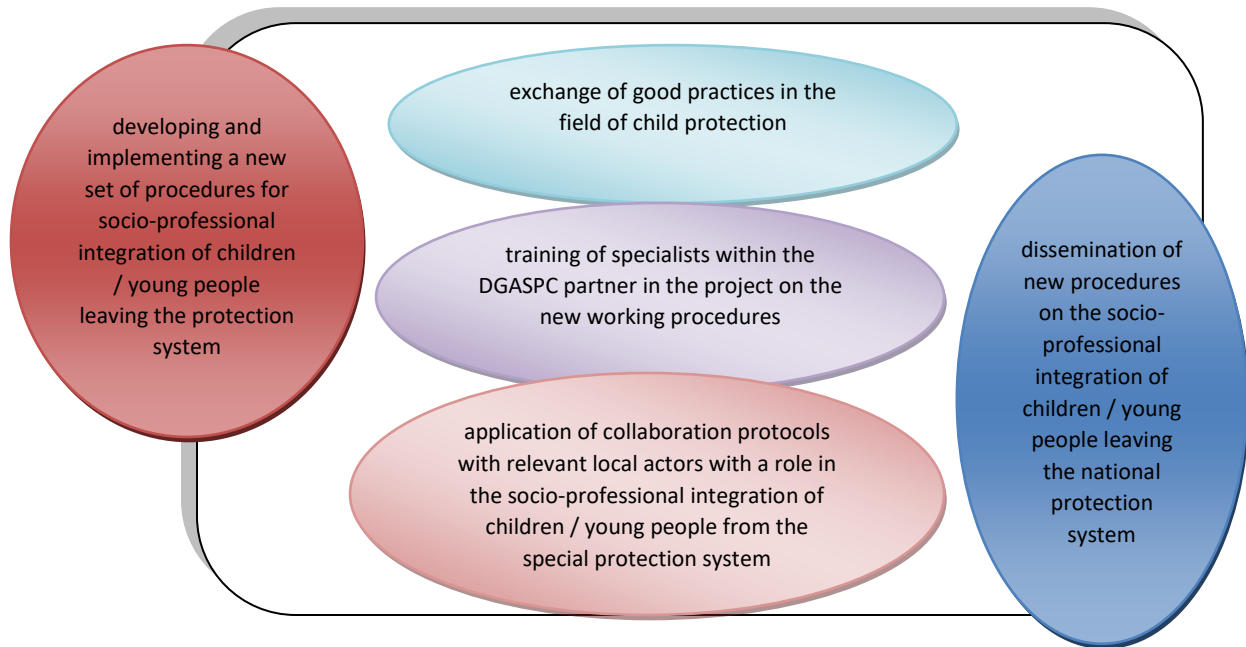 developing and
implementing a new
set of procedures for
socio-professional
integration of children
/ young people
leaving the protection
system
exchange of good practices in the
field of child protection
training of specialists within the
DGASPC partner in the project on the
new working procedures
application of collaboration protocols
with relevant local actors with a role in
the socio-professional integration of
children / young people from the
special protection system
dissemination of
new procedures
on the socio-
professional
integration of
children / young
people leaving
the national
protection
system